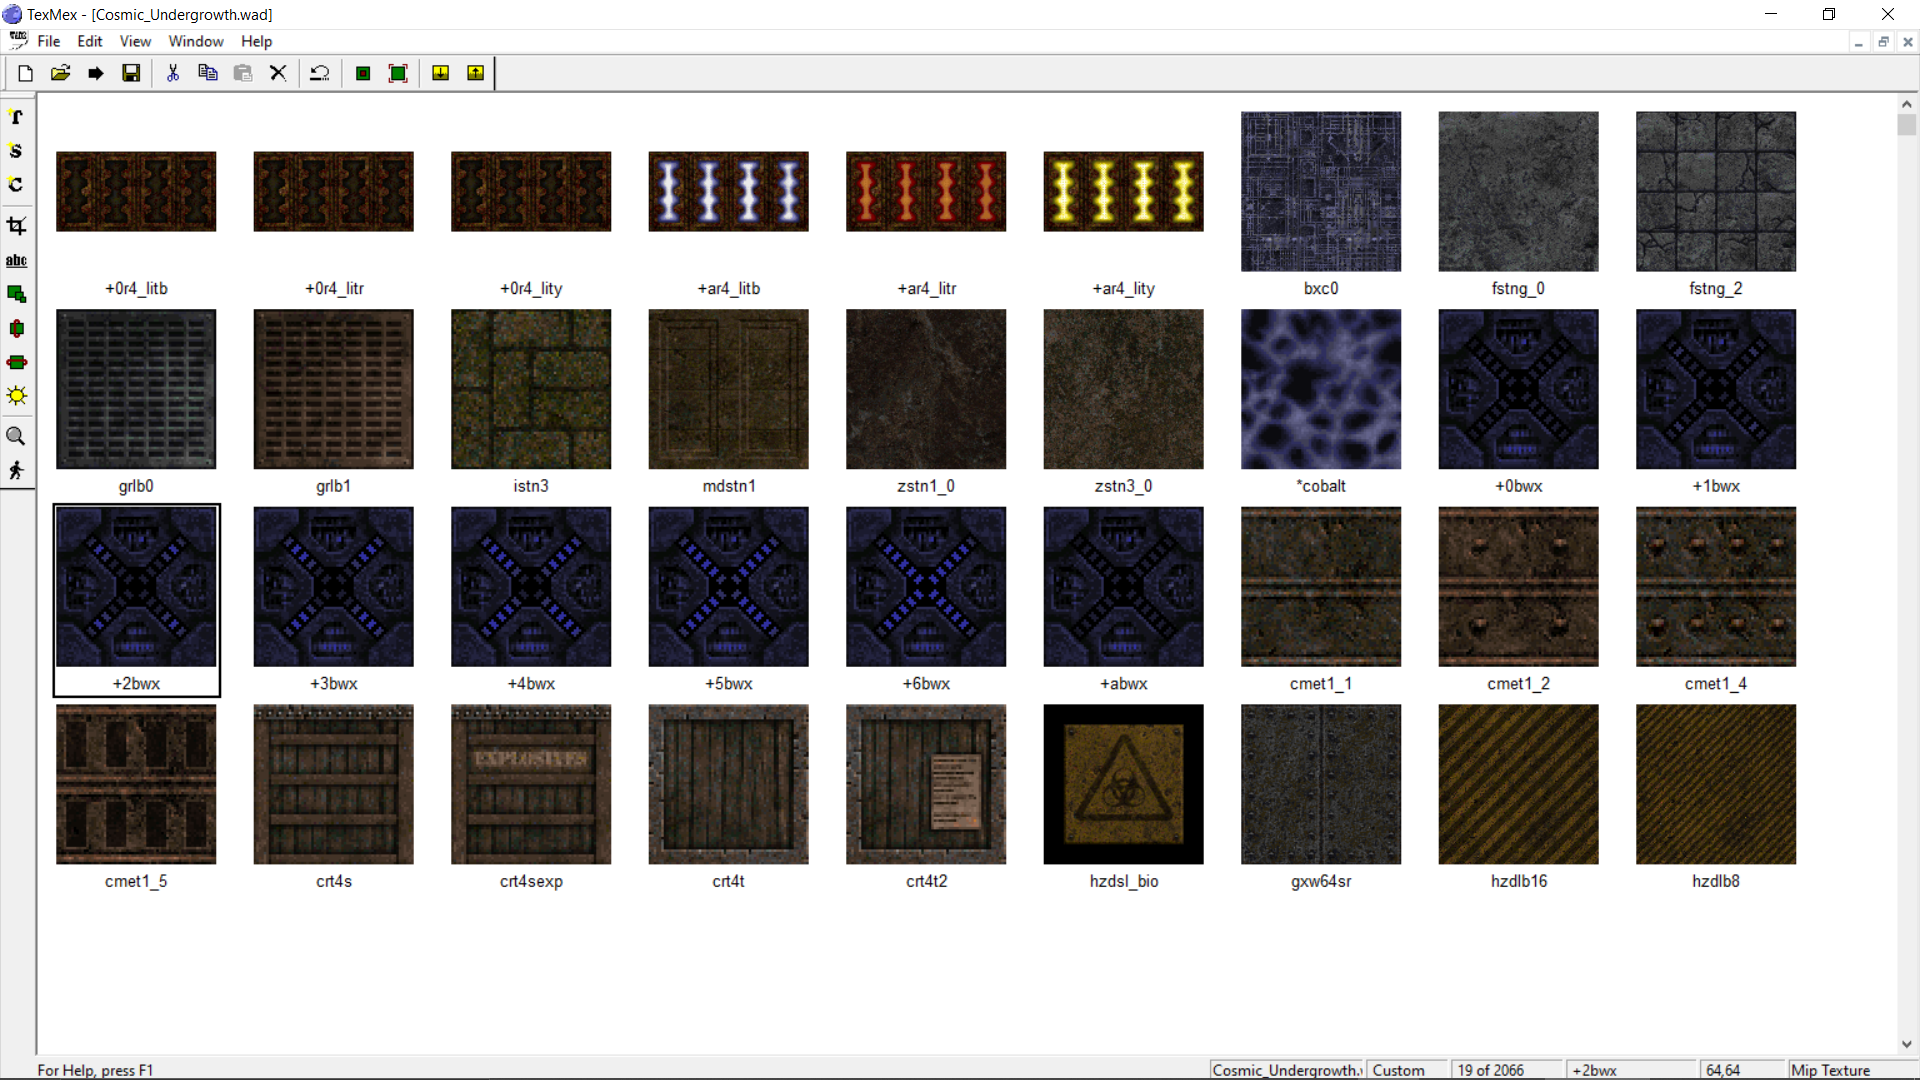 TexMex - [Cosmic_Undergrowth.wad]
File Edit View Window Help
+0r4_litb +0r4_litr +0r4_lity +ar4_litb +ar4_litr +ar4_lity bxc0 fstng_0 fstng_2
grlb0 grlb1 istn3 mdstn1 zstn1_0 zstn3_0 *cobalt +0bwx +1bwx
+2bwx +3bwx +4bwx +5bwx +6bwx +abwx cmet1_1 cmet1_2 cmet1_4
EXPLOSIVES
cmet1_5 crt4s crt4sexp crt4t crt4t2 hzdsl_bio gxw64sr hzdlb16 hzdlb8
abc
For Help, press F1 Cosmic_Undergrowth. Custom 19 of 2066 +2bwx 64,64 Mip Texture